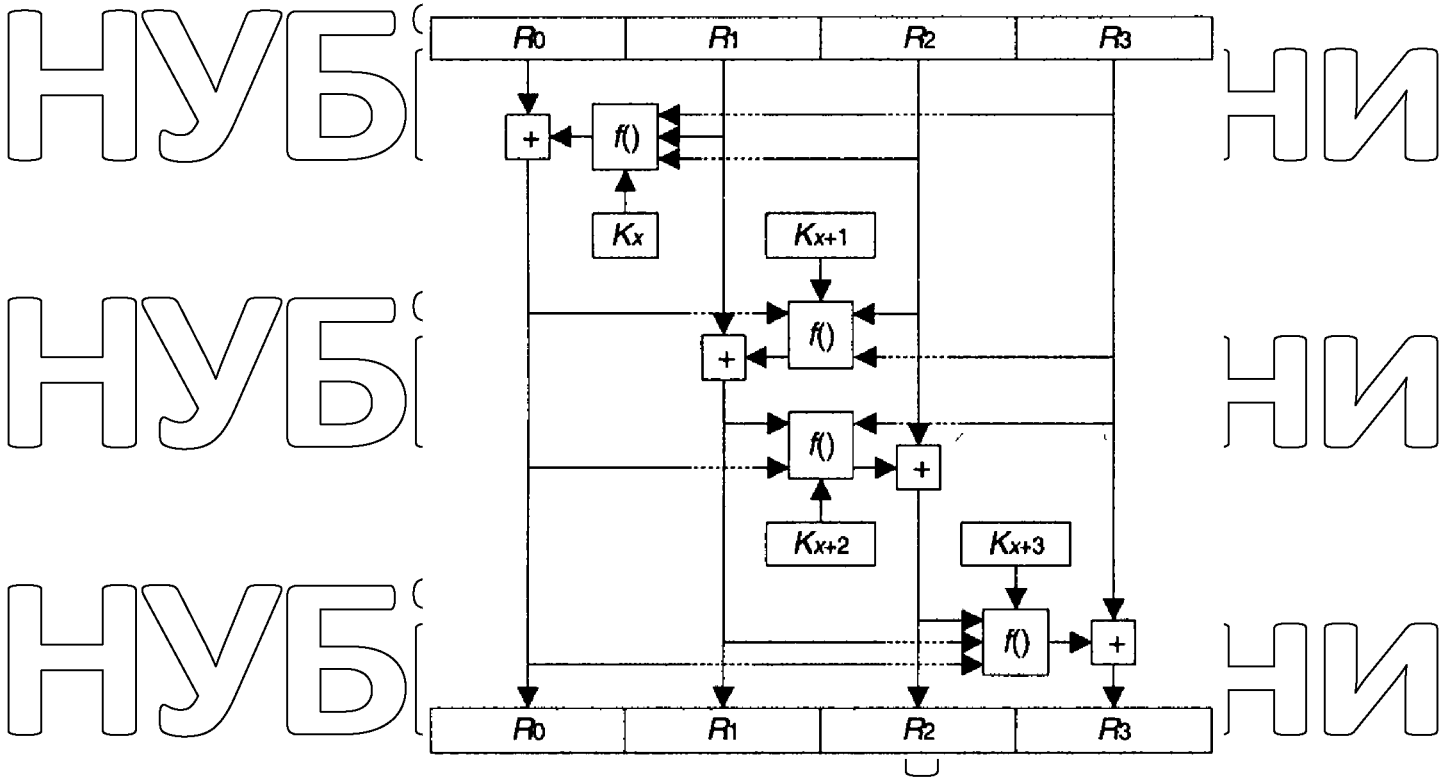 R0 R1 R2 R3
+ f()
Kx Kx+1
f()
+
f()
+
Kx+2 Kx+3
f() +
R0 R1 R2 R3